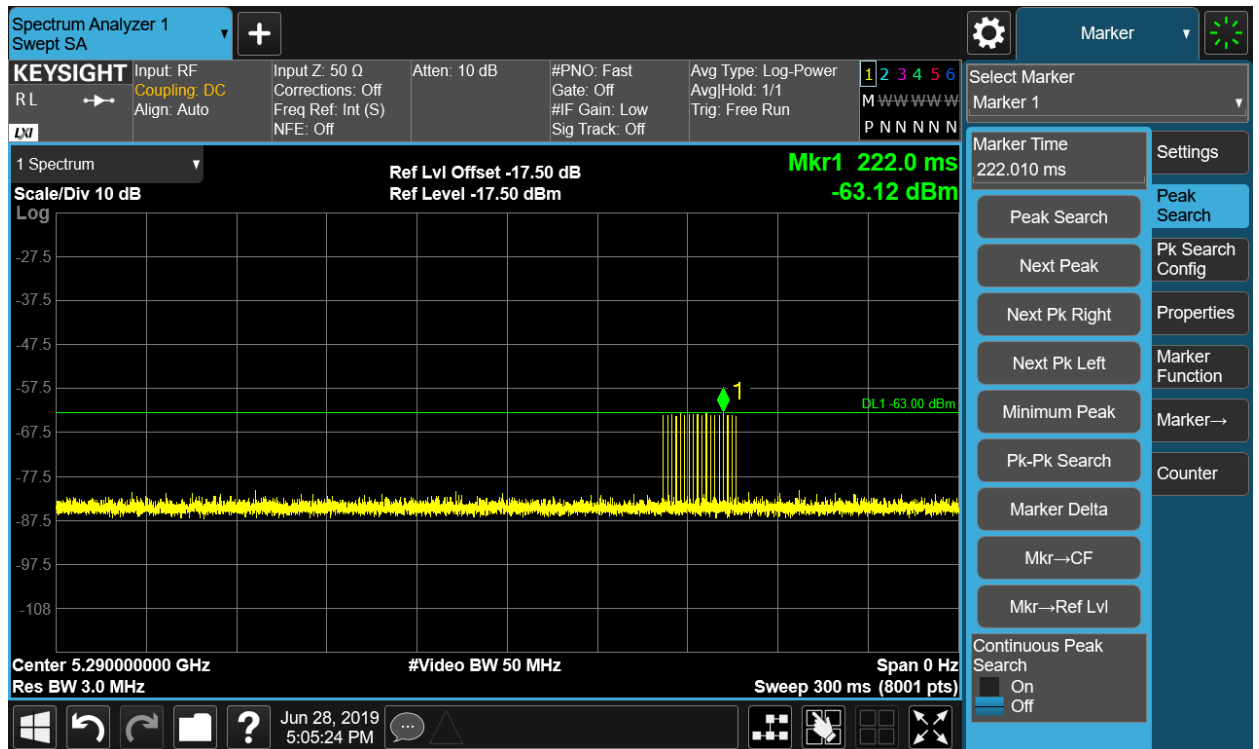 Spectrum Analyzer 1
Swept SA
+
Marker
KEYSIGHT
RL
LXI
Input: RF
Coupling: DC
Align: Auto
Input Z: 50 Ω
Corrections: Off
Freq Ref: Int (S)
NFE: Off
Atten: 10 dB
#PNO: Fast
Gate: Off
#IF Gain: Low
Sig Track: Off
Avg Type: Log-Power
Avg|Hold: 1/1
Trig: Free Run
1 2 3 4 5 6
M W W W W W
P N N N N N
Select Marker
Marker 1
1 Spectrum
Scale/Div 10 dB
Log
Ref Lvl Offset -17.50 dB
Ref Level -17.50 dBm
Mkr1 222.0 ms
-63.12 dBm
-27.5
-37.5
-47.5
-57.5
-67.5
-77.5
-87.5
-97.5
-108
1
DL1 -63.00 dBm
Center 5.290000000 GHz
Res BW 3.0 MHz
#Video BW 50 MHz
Span 0 Hz
Sweep 300 ms (8001 pts)
Marker Time
222.010 ms
Peak Search
Next Peak
Next Pk Right
Next Pk Left
Minimum Peak
Pk-Pk Search
Marker Delta
Mkr→CF
Mkr→Ref Lvl
Continuous Peak
Search
On
Off
Settings
Peak
Search
Pk Search
Config
Properties
Marker
Function
Marker→
Counter
?
Jun 28, 2019
5:05:24 PM